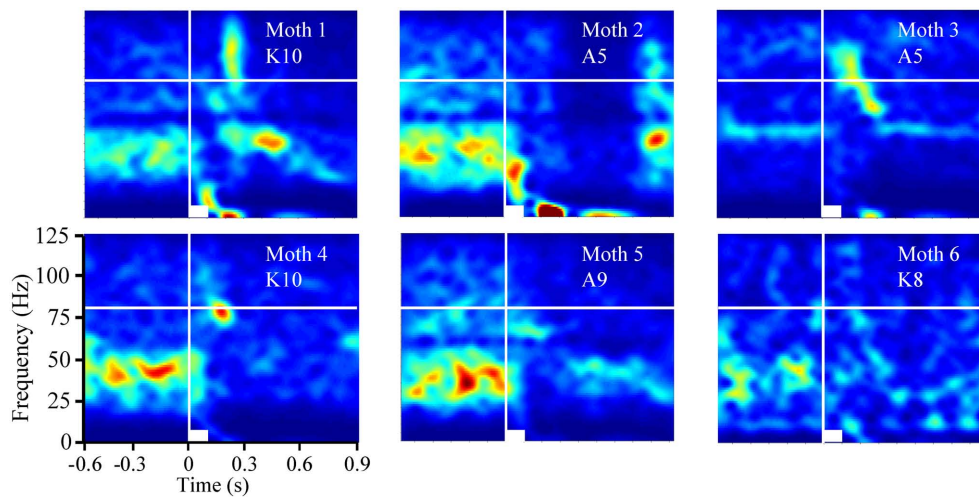 Moth 1
K10
Moth 2
A5
Moth 3
A5
Moth 4
K10
Moth 5
A9
Moth 6
K8
Frequency (Hz)
125
100
75
50
25
0
-0.6 -0.3 0 0.3 0.6 0.9
Time (s)